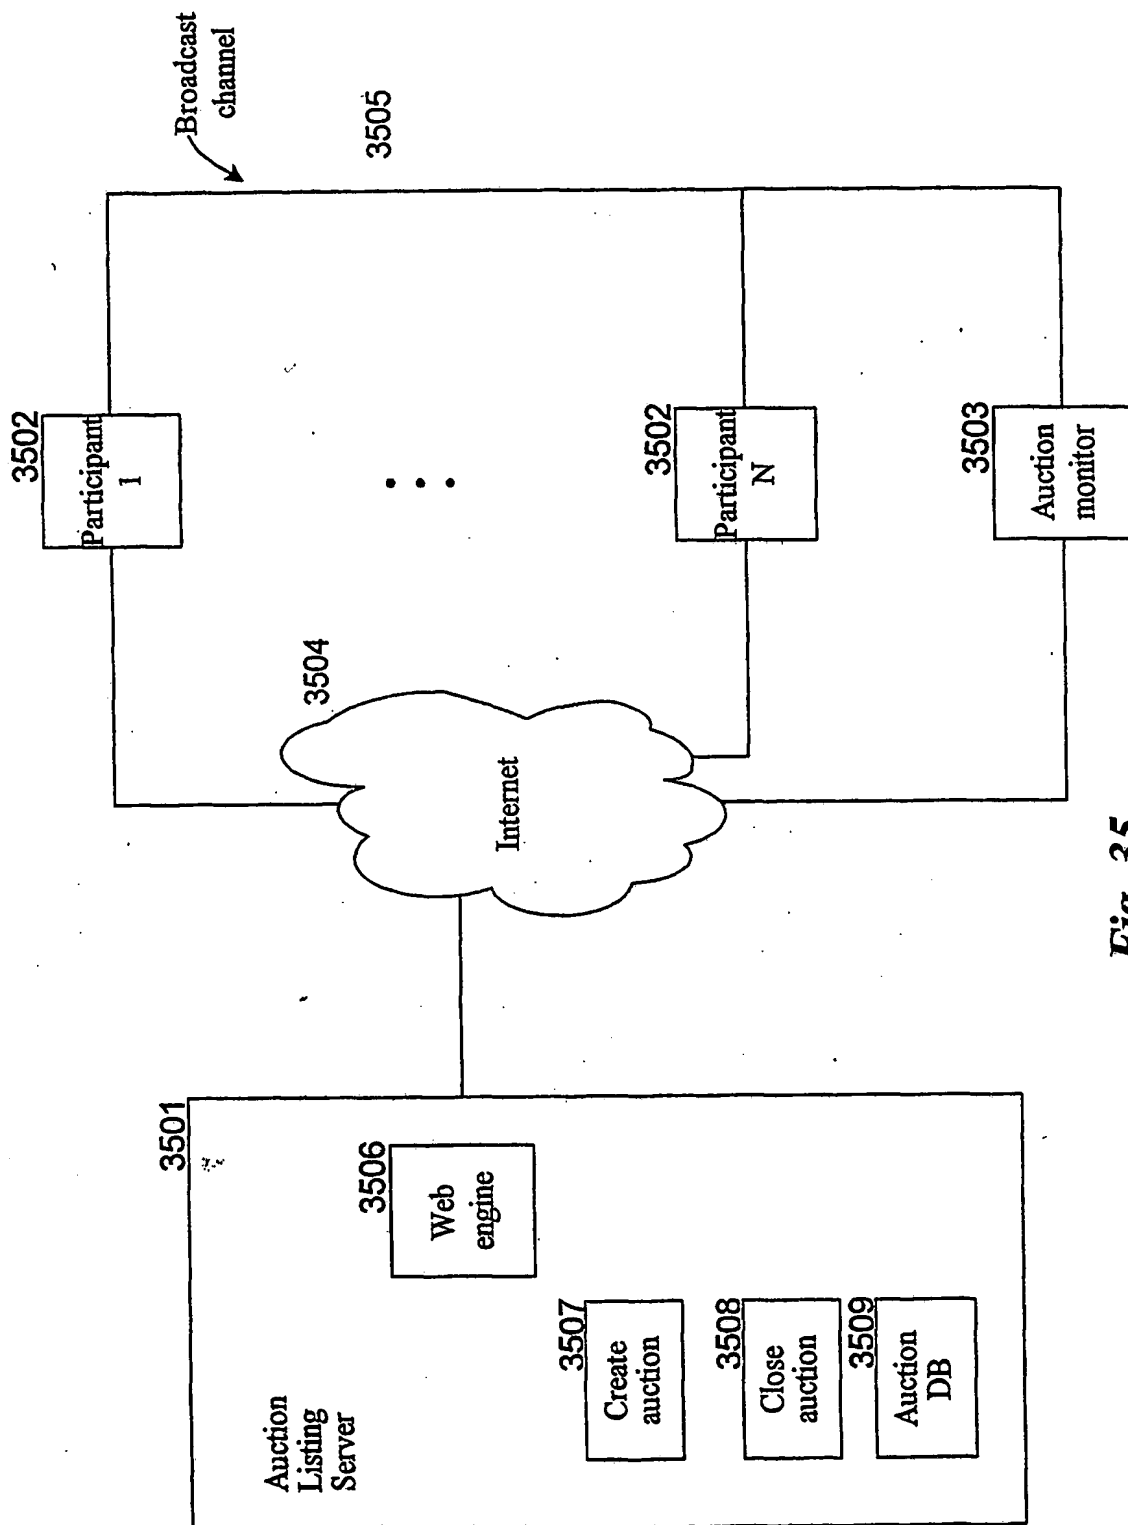 Auction
Listing
Server
3501
3506
Web
engine
3507
Create
auction
3508
Close
auction
3509
Auction
DB
3504
Internet
3502
Participant
1
3502
Participant
N
3503
Auction
monitor
Broadcast
channel
3505
Fig. 35